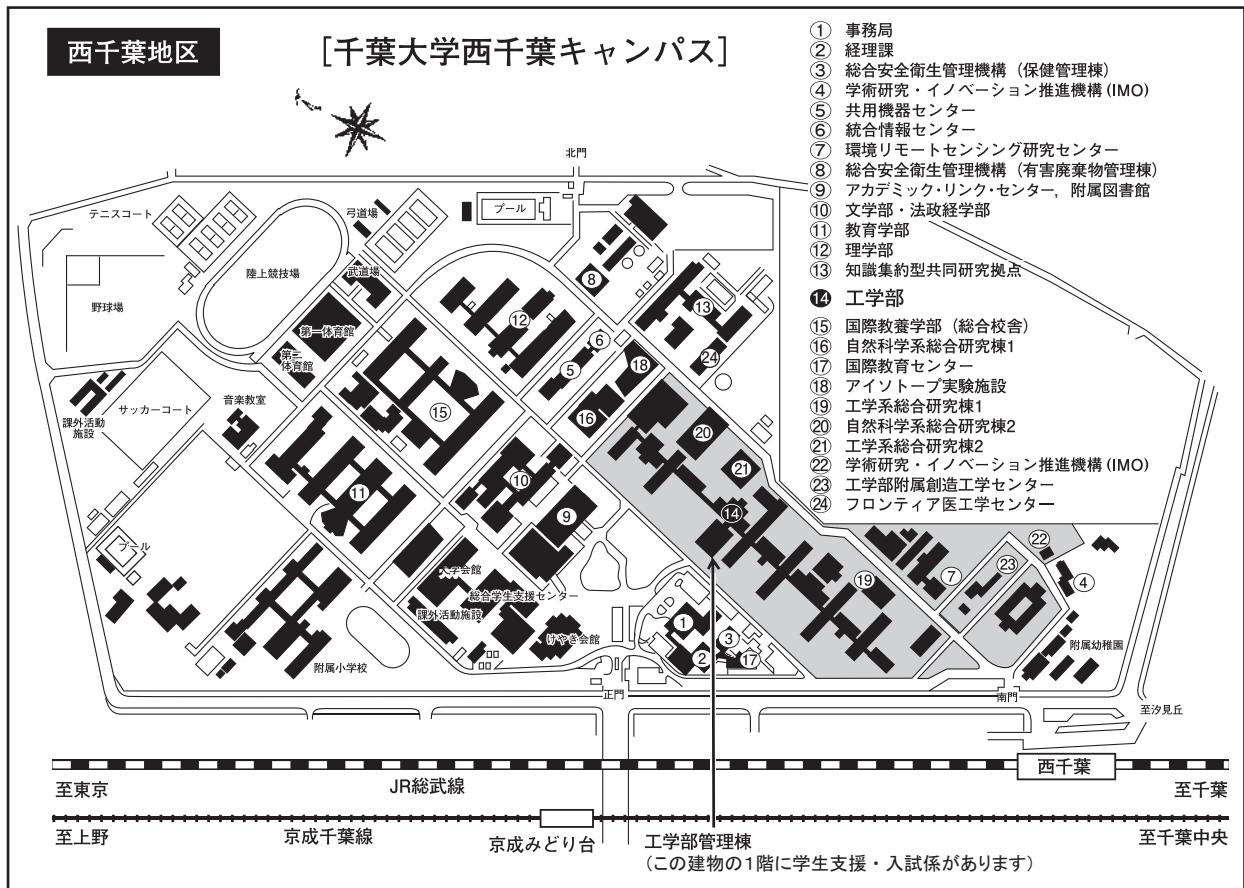 西千葉地区
［千葉大学西千葉キャンパス］
① 事務局
② 経理課
③ 総合安全衛生管理機構（保健管理棟）
④ 学術研究・イノベーション推進機構(IMO)
⑤ 共用機器センター
⑥ 統合情報センター
⑦ 環境リモートセンシング研究センター
⑧ 総合安全衛生管理機構（有害廃棄物管理棟）
⑨ アカデミック・リンク・センター，附属図書館
⑩ 文学部・法政経学部
⑪ 教育学部
⑫ 理学部
⑬ 知識集約型共同研究拠点
⓮ 工学部
⑮ 国際教養学部（総合校舎）
⑯ 自然科学系総合研究棟1
⑰ 国際教育センター
⑱ アイソトープ実験施設
⑲ 工学系総合研究棟1
⑳ 自然科学系総合研究棟2
㉑ 工学系総合研究棟2
㉒ 学術研究・イノベーション推進機構(IMO)
㉓ 工学部附属創造工学センター
㉔ フロンティア医工学センター
北門
テニスコート
弓道場
プール
陸上競技場
武道場
⑧
⑬
野球場
第一体育館
⑫
⑥
㉔
第二
体育館
⑤
⑱
課外活動
施設
サッカーコート
音楽教室
⑮
⑯
⑳
㉑
⑪
⑩
⑨
⓮
㉒
プール
大学会館
⑦
㉓
④
総合学生支援センター
⑲
課外活動施設
けやき会館
①
③
②
⑰
附属幼稚園
附属小学校
正門
南門
至汐見丘
西千葉
至東京
JR総武線
至千葉
至上野
京成千葉線
京成みどり台
至千葉中央
工学部管理棟
（この建物の1階に学生支援・入試係があります）